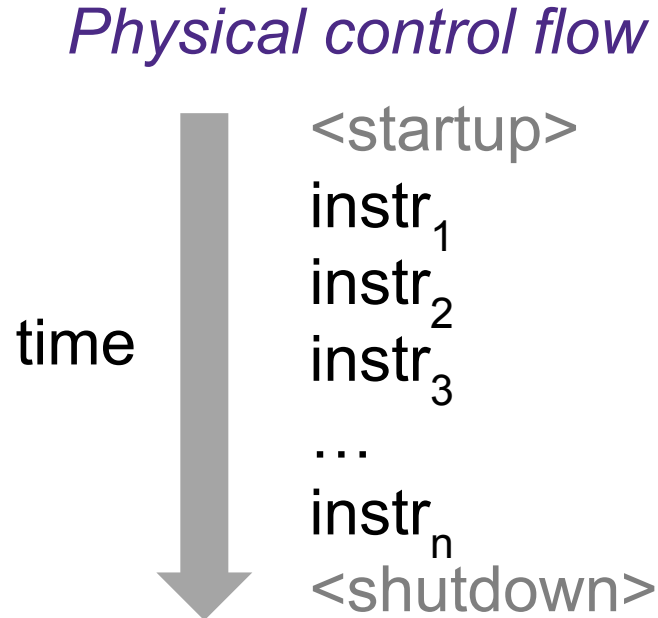 Physical control flow
<startup>
instr₁
instr₂
time
instr₃
…
instrₙ
<shutdown>